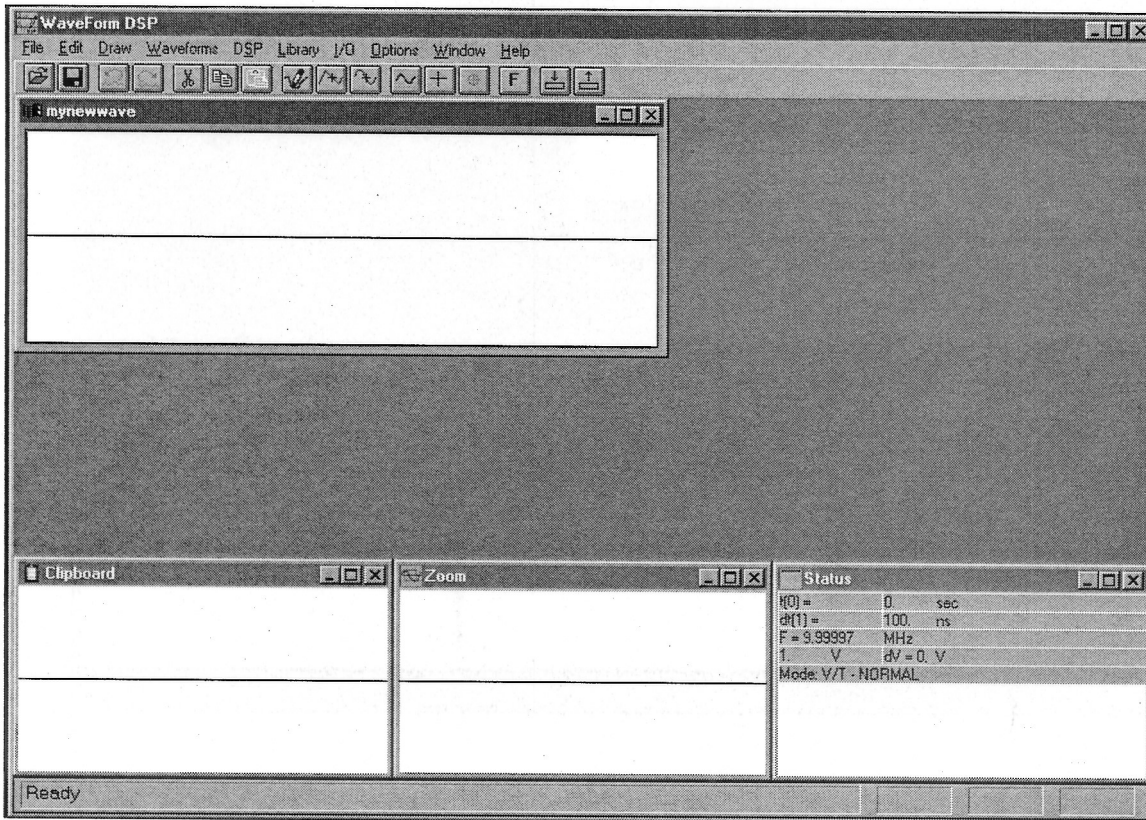 WaveForm DSP
File Edit Draw Waveforms DSP Library I/O Options Window Help
F
mynewwave
Clipboard
Zoom
Status
t[0] = 0. sec
dt[1] = 100. ns
F = 9.99997 MHz
1. V dV = 0. V
Mode: V/T - NORMAL
Ready